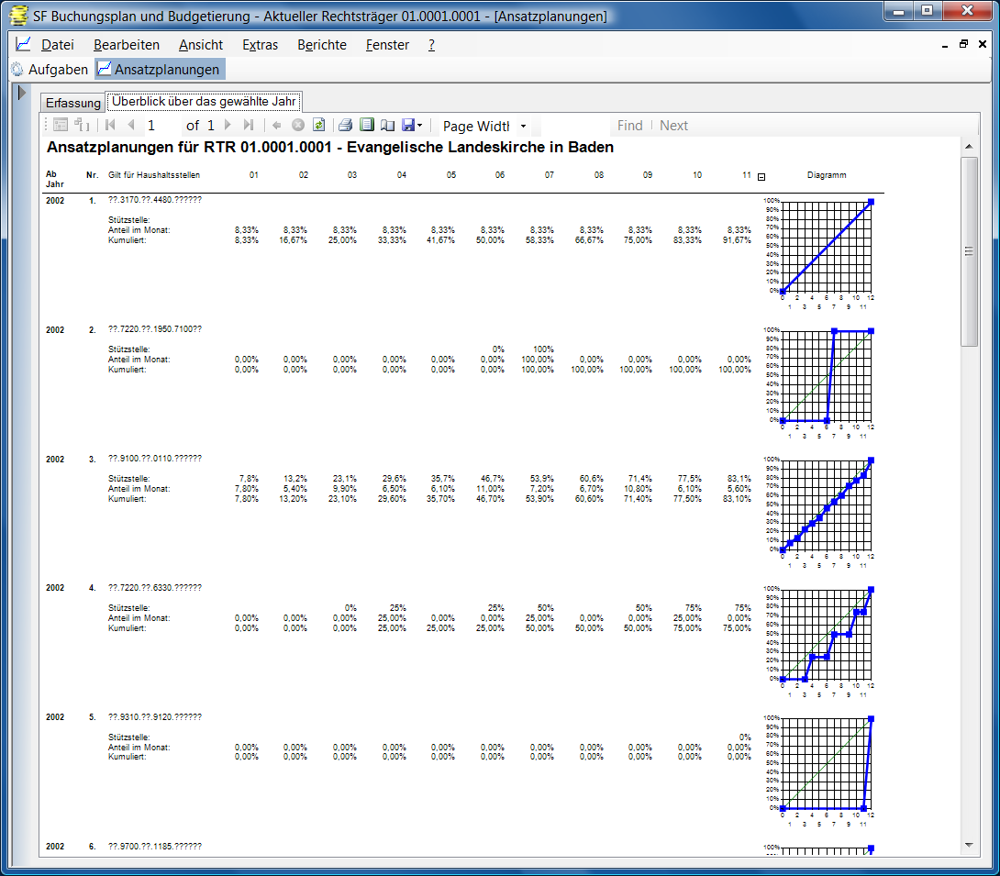 SF Buchungsplan und Budgetierung - Aktueller Rechtsträger 01.0001.0001 - [Ansatzplanungen]
Datei Bearbeiten Ansicht Extras Berichte Fenster ?
Aufgaben Ansatzplanungen
Erfassung Überblick über das gewählte Jahr
1 of 1 Page Widtl Find Next
Ansatzplanungen für RTR 01.0001.0001 - Evangelische Landeskirche in Baden
Ab Jahr Nr. Gilt für Haushaltsstellen 01 02 03 04 05 06 07 08 09 10 11 Diagramm
2002 1. ??.3170.??.4480.??????
Stützstelle:
Anteil im Monat: 8,33% 8,33% 8,33% 8,33% 8,33% 8,33% 8,33% 8,33% 8,33% 8,33% 8,33%
Kumuliert: 8,33% 16,67% 25,00% 33,33% 41,67% 50,00% 58,33% 66,67% 75,00% 83,33% 91,67%
100%
90%
80%
70%
60%
50%
40%
30%
20%
10%
0%
0 2 4 6 8 10 12
1 3 5 7 9 11
2002 2. ??.7220.??.1950.7100??
Stützstelle: 0% 100%
Anteil im Monat: 0,00% 0,00% 0,00% 0,00% 0,00% 0,00% 100,00% 0,00% 0,00% 0,00% 0,00%
Kumuliert: 0,00% 0,00% 0,00% 0,00% 0,00% 0,00% 100,00% 100,00% 100,00% 100,00% 100,00%
100%
90%
80%
70%
60%
50%
40%
30%
20%
10%
0%
0 2 4 6 8 10 12
1 3 5 7 9 11
2002 3. ??.9100.??.0110.??????
Stützstelle: 7,8% 13,2% 23,1% 29,6% 35,7% 46,7% 53,9% 60,6% 71,4% 77,5% 83,1%
Anteil im Monat: 7,80% 5,40% 9,90% 6,50% 6,10% 11,00% 7,20% 6,70% 10,80% 6,10% 5,60%
Kumuliert: 7,80% 13,20% 23,10% 29,60% 35,70% 46,70% 53,90% 60,60% 71,40% 77,50% 83,10%
100%
90%
80%
70%
60%
50%
40%
30%
20%
10%
0%
0 2 4 6 8 10 12
1 3 5 7 9 11
2002 4. ??.7220.??.6330.??????
Stützstelle: 0% 25% 25% 50% 50% 75% 75%
Anteil im Monat: 0,00% 0,00% 0,00% 25,00% 0,00% 0,00% 25,00% 0,00% 0,00% 25,00% 0,00%
Kumuliert: 0,00% 0,00% 0,00% 25,00% 25,00% 25,00% 50,00% 50,00% 50,00% 75,00% 75,00%
100%
90%
80%
70%
60%
50%
40%
30%
20%
10%
0%
0 2 4 6 8 10 12
1 3 5 7 9 11
2002 5. ??.9310.??.9120.??????
Stützstelle: 0%
Anteil im Monat: 0,00% 0,00% 0,00% 0,00% 0,00% 0,00% 0,00% 0,00% 0,00% 0,00% 0,00%
Kumuliert: 0,00% 0,00% 0,00% 0,00% 0,00% 0,00% 0,00% 0,00% 0,00% 0,00% 0,00%
100%
90%
80%
70%
60%
50%
40%
30%
20%
10%
0%
0 2 4 6 8 10 12
1 3 5 7 9 11
2002 6. ??.9700.??.1185.??????
100%